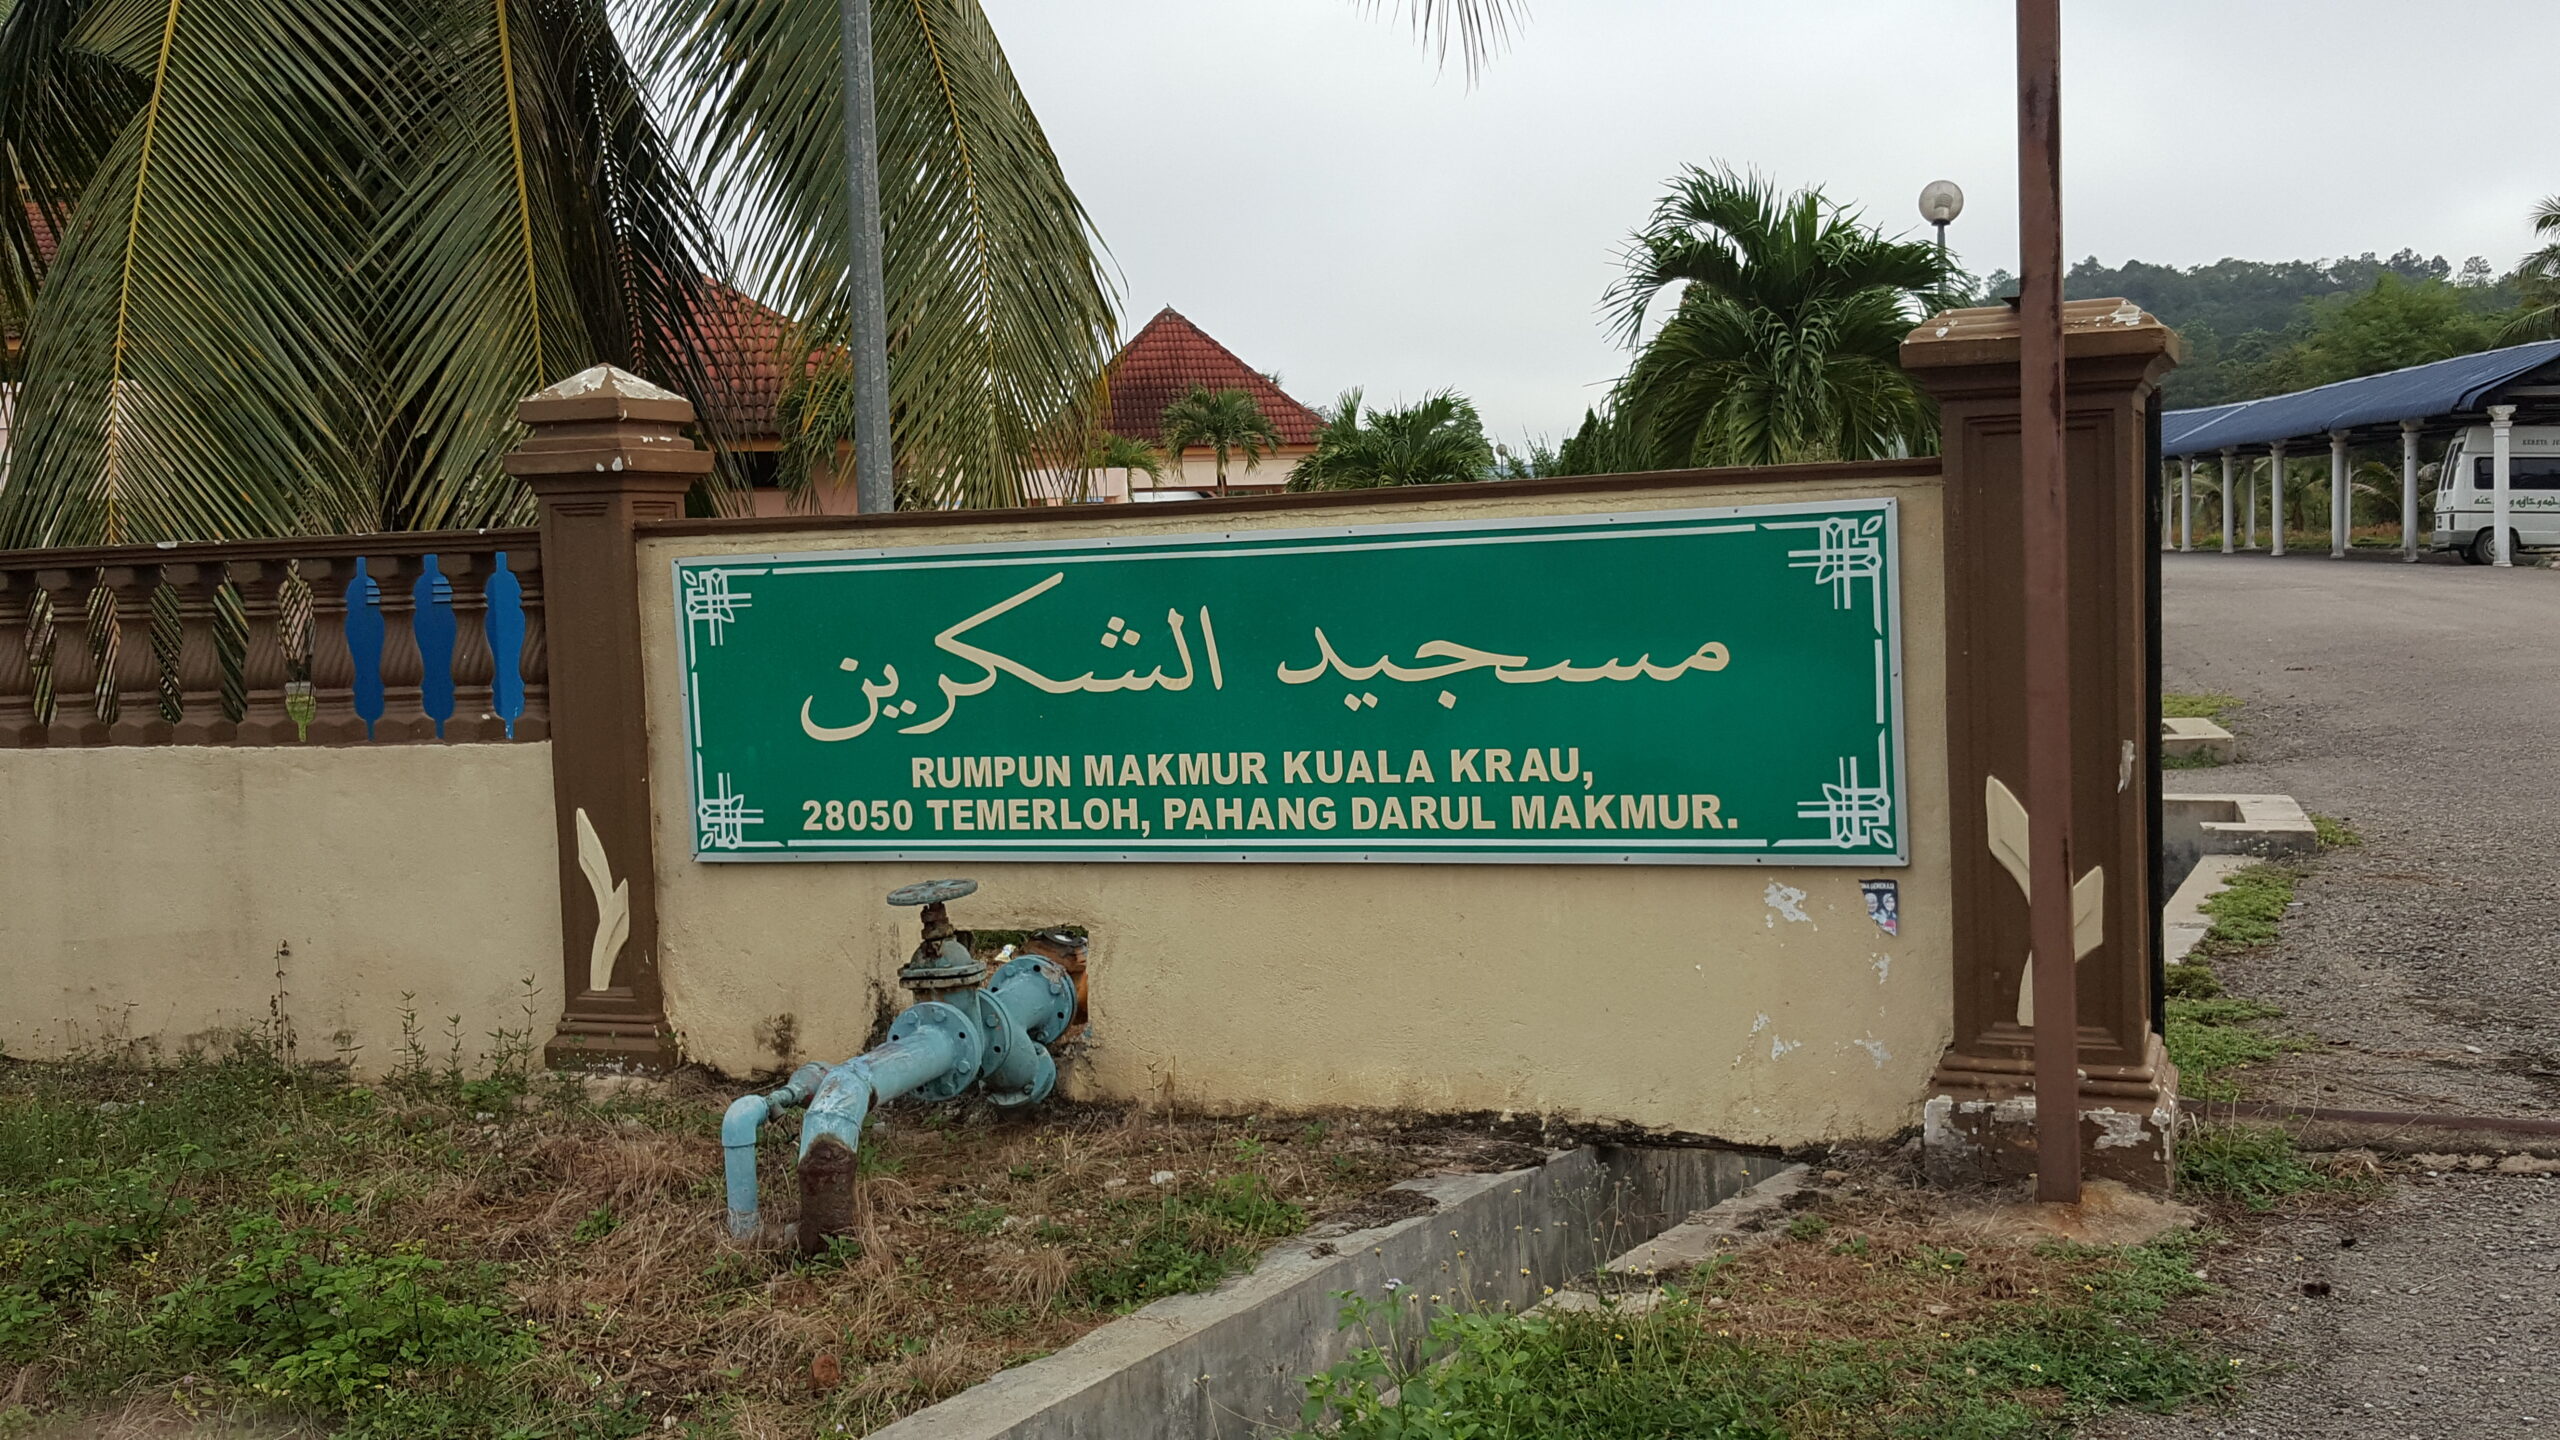 مسجيد الشكرين
RUMPUN MAKMUR KUALA KRAU,
28050 TEMERLOH, PAHANG DARUL MAKMUR.